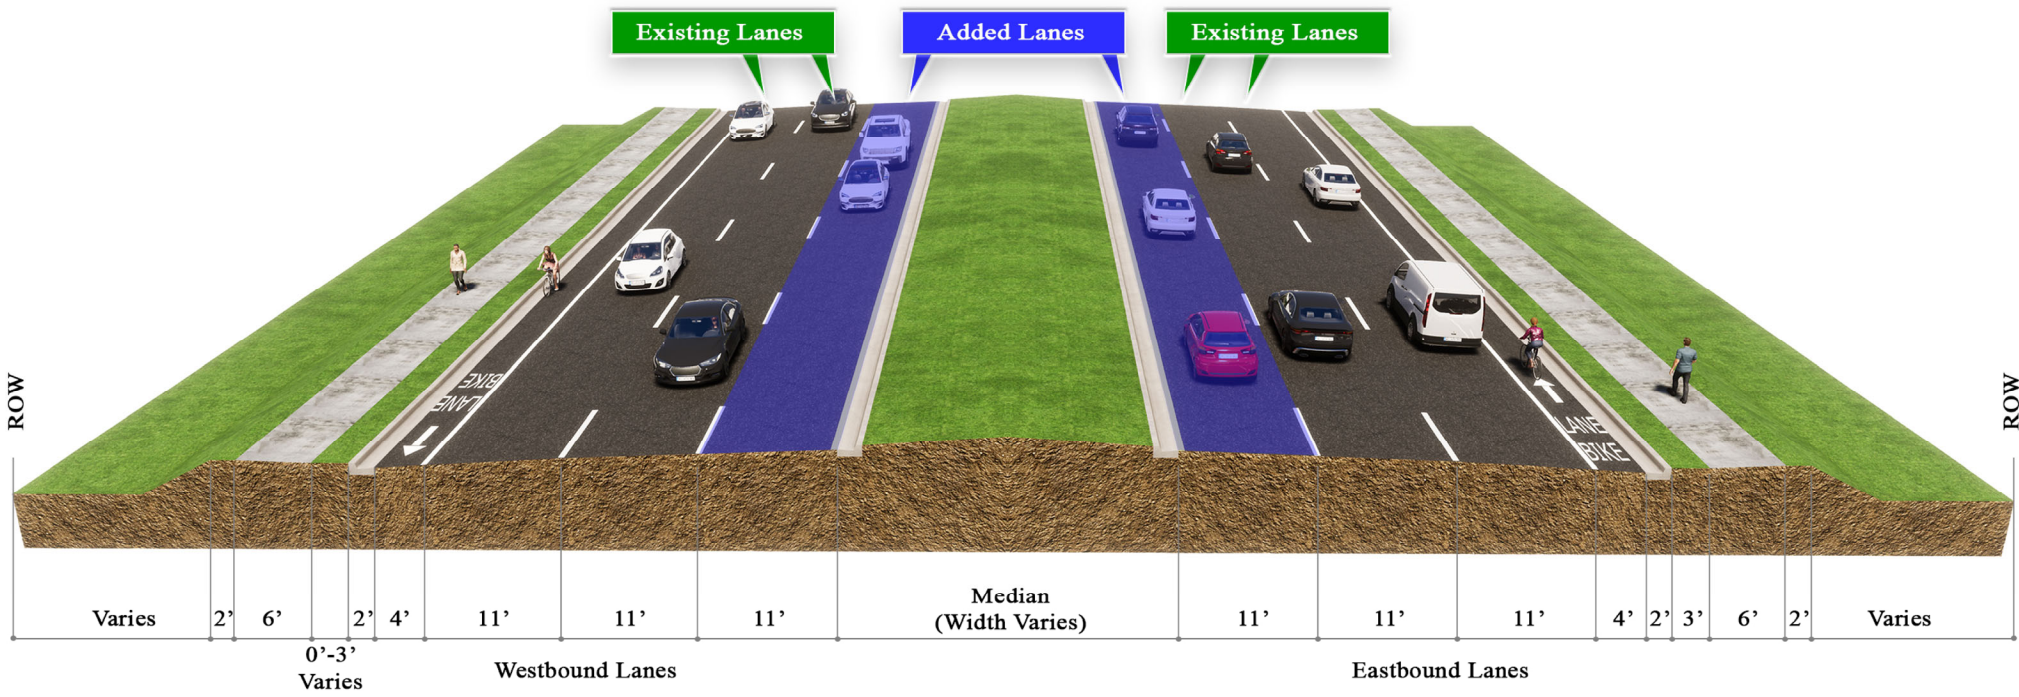 Existing Lanes
Added Lanes
Existing Lanes
BIKE
LANE
LANE
BIKE
ROW
ROW
Varies
2’
6’
0’-3’
Varies
2’
4’
11’
11’
11’
Median
(Width Varies)
11’
11’
11’
4’
2’
3’
6’
2’
Varies
Westbound Lanes
Eastbound Lanes